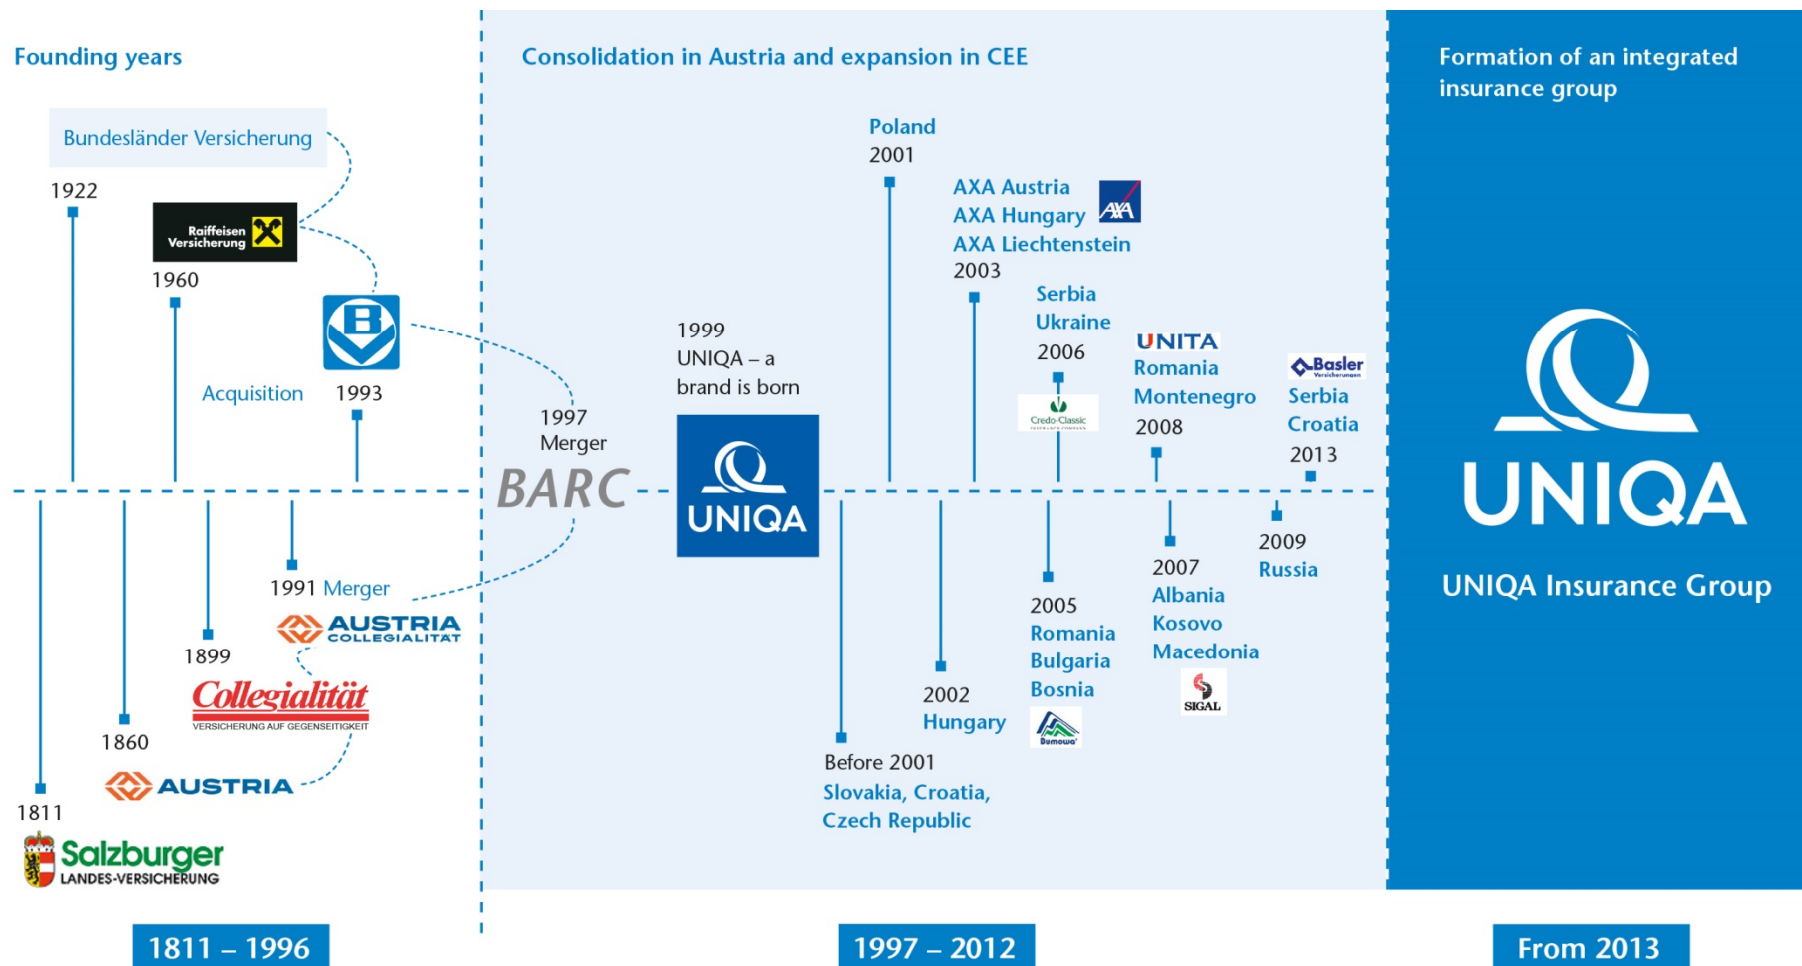 Founding years
Bundesländer Versicherung
1922
Raiffeisen
Versicherung
1960
B
Acquisition
1993
1991 Merger
AUSTRIA
COLLEGIALITÄT
1899
Collegialität
VERSICHERUNG AUF GEGENSEITIGKEIT
1860
AUSTRIA
1811
Salzburger
LANDES-VERSICHERUNG
1811 – 1996
Consolidation in Austria and expansion in CEE
1997
Merger
BARC
1999
UNIQA – a
brand is born
UNIQA
Poland
2001
AXA Austria
AXA Hungary
AXA Liechtenstein
AXA
2003
Serbia
Ukraine
2006
Credo-Classic
INSURANCE COMPANY
UNITA
Romania
Montenegro
2008
Basler
Versicherungen
Serbia
Croatia
2013
Before 2001
Slovakia, Croatia,
Czech Republic
2002
Hungary
2005
Romania
Bulgaria
Bosnia
Bumowa
2007
Albania
Kosovo
Macedonia
SIGAL
2009
Russia
1997 – 2012
Formation of an integrated
insurance group
UNIQA
UNIQA Insurance Group
From 2013